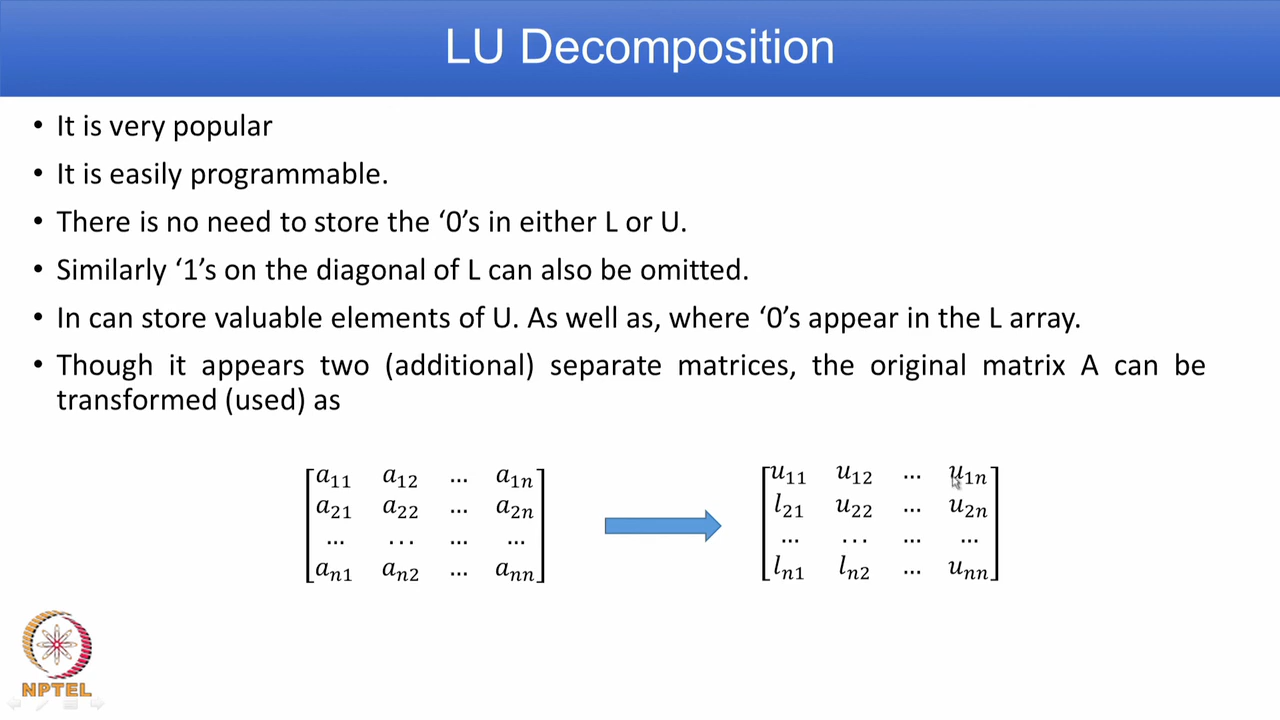 LU Decomposition
• It is very popular
• It is easily programmable.
• There is no need to store the ‘0’s in either L or U.
• Similarly ‘1’s on the diagonal of L can also be omitted.
• In can store valuable elements of U. As well as, where ‘0’s appear in the L array.
• Though it appears two (additional) separate matrices, the original matrix A can be
transformed (used) as
a₁₁ a₁₂ … a₁ₙ
a₂₁ a₂₂ … a₂ₙ
… … … …
aₙ₁ aₙ₂ … aₙₙ
u₁₁ u₁₂ … u₁ₙ
l₂₁ u₂₂ … u₂ₙ
… … … …
lₙ₁ lₙ₂ … uₙₙ
NPTEL